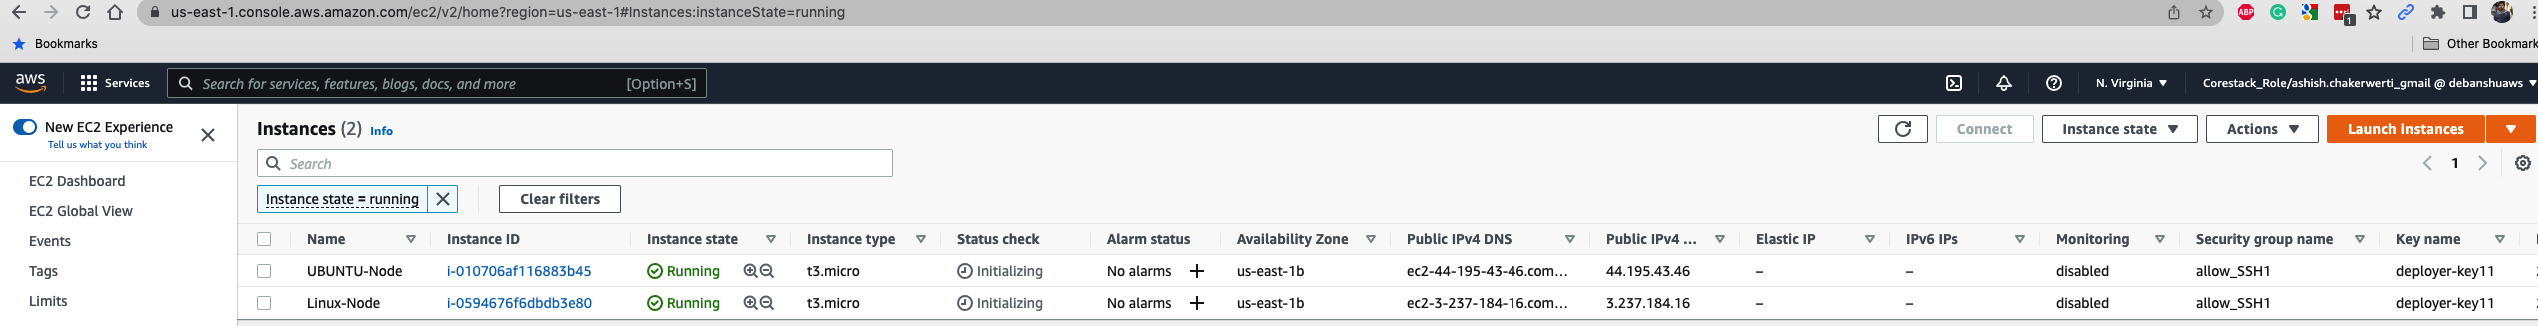 us-east-1.console.aws.amazon.com/ec2/v2/home?region=us-east-1#Instances:instanceState=running
ABP
1
Bookmarks
Other Bookmark
aws
Services
Search for services, features, blogs, docs, and more [Option+S]
N. Virginia
Corestack_Role/ashish.chakerwerti_gmail @ debanshuaws
New EC2 Experience
Tell us what you think
EC2 Dashboard
EC2 Global View
Events
Tags
Limits
Instances (2) Info
Connect
Instance state
Actions
Launch instances
Search
1
Instance state = running
Clear filters
Name Instance ID Instance state Instance type Status check Alarm status Availability Zone Public IPv4 DNS Public IPv4 ... Elastic IP IPv6 IPs Monitoring Security group name Key name
UBUNTU-Node i-010706af116883b45 Running t3.micro Initializing No alarms + us-east-1b ec2-44-195-43-46.com... 44.195.43.46 – – disabled allow_SSH1 deployer-key11
Linux-Node i-0594676f6dbdb3e80 Running t3.micro Initializing No alarms + us-east-1b ec2-3-237-184-16.com... 3.237.184.16 – – disabled allow_SSH1 deployer-key11